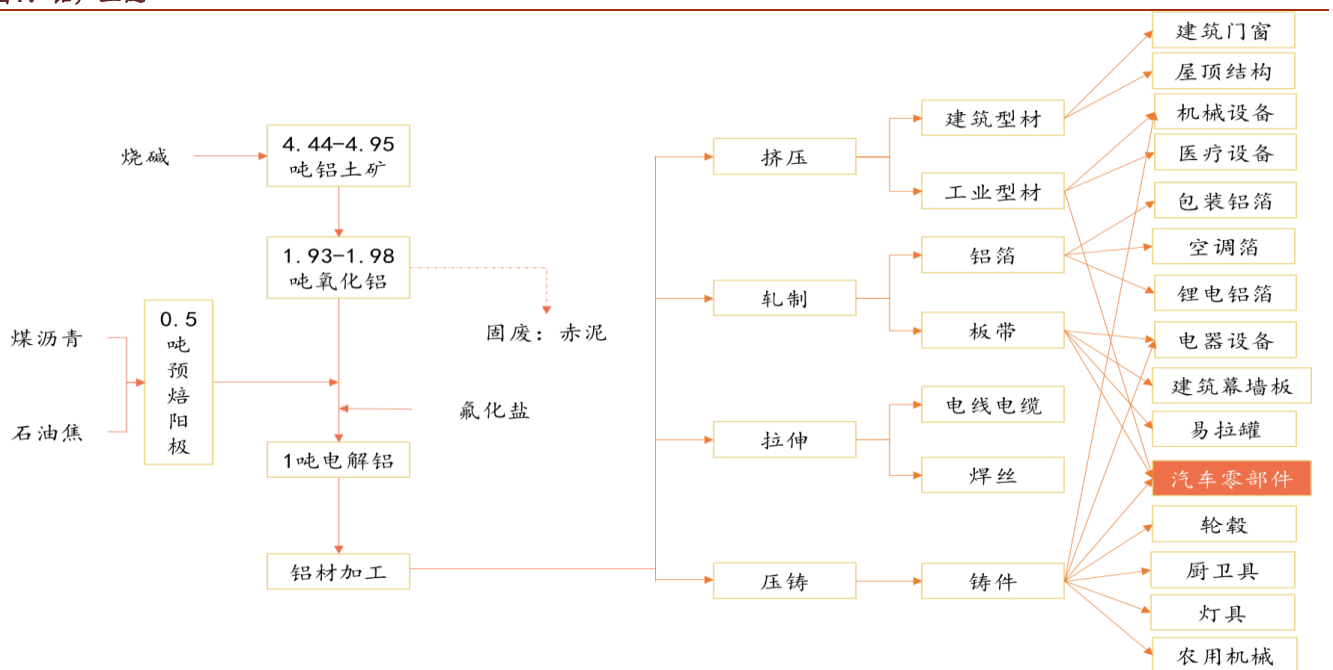 烧碱
4.44-4.95
吨铝土矿
1.93-1.98
吨氧化铝
固废：赤泥
煤沥青
石油焦
0.5
吨
预
焙
阳
极
氟化盐
1吨电解铝
铝材加工
挤压
轧制
拉伸
压铸
建筑型材
工业型材
铝箔
板带
电线电缆
焊丝
铸件
建筑门窗
屋顶结构
机械设备
医疗设备
包装铝箔
空调箔
锂电铝箔
电器设备
建筑幕墙板
易拉罐
汽车零部件
轮毂
厨卫具
灯具
农用机械